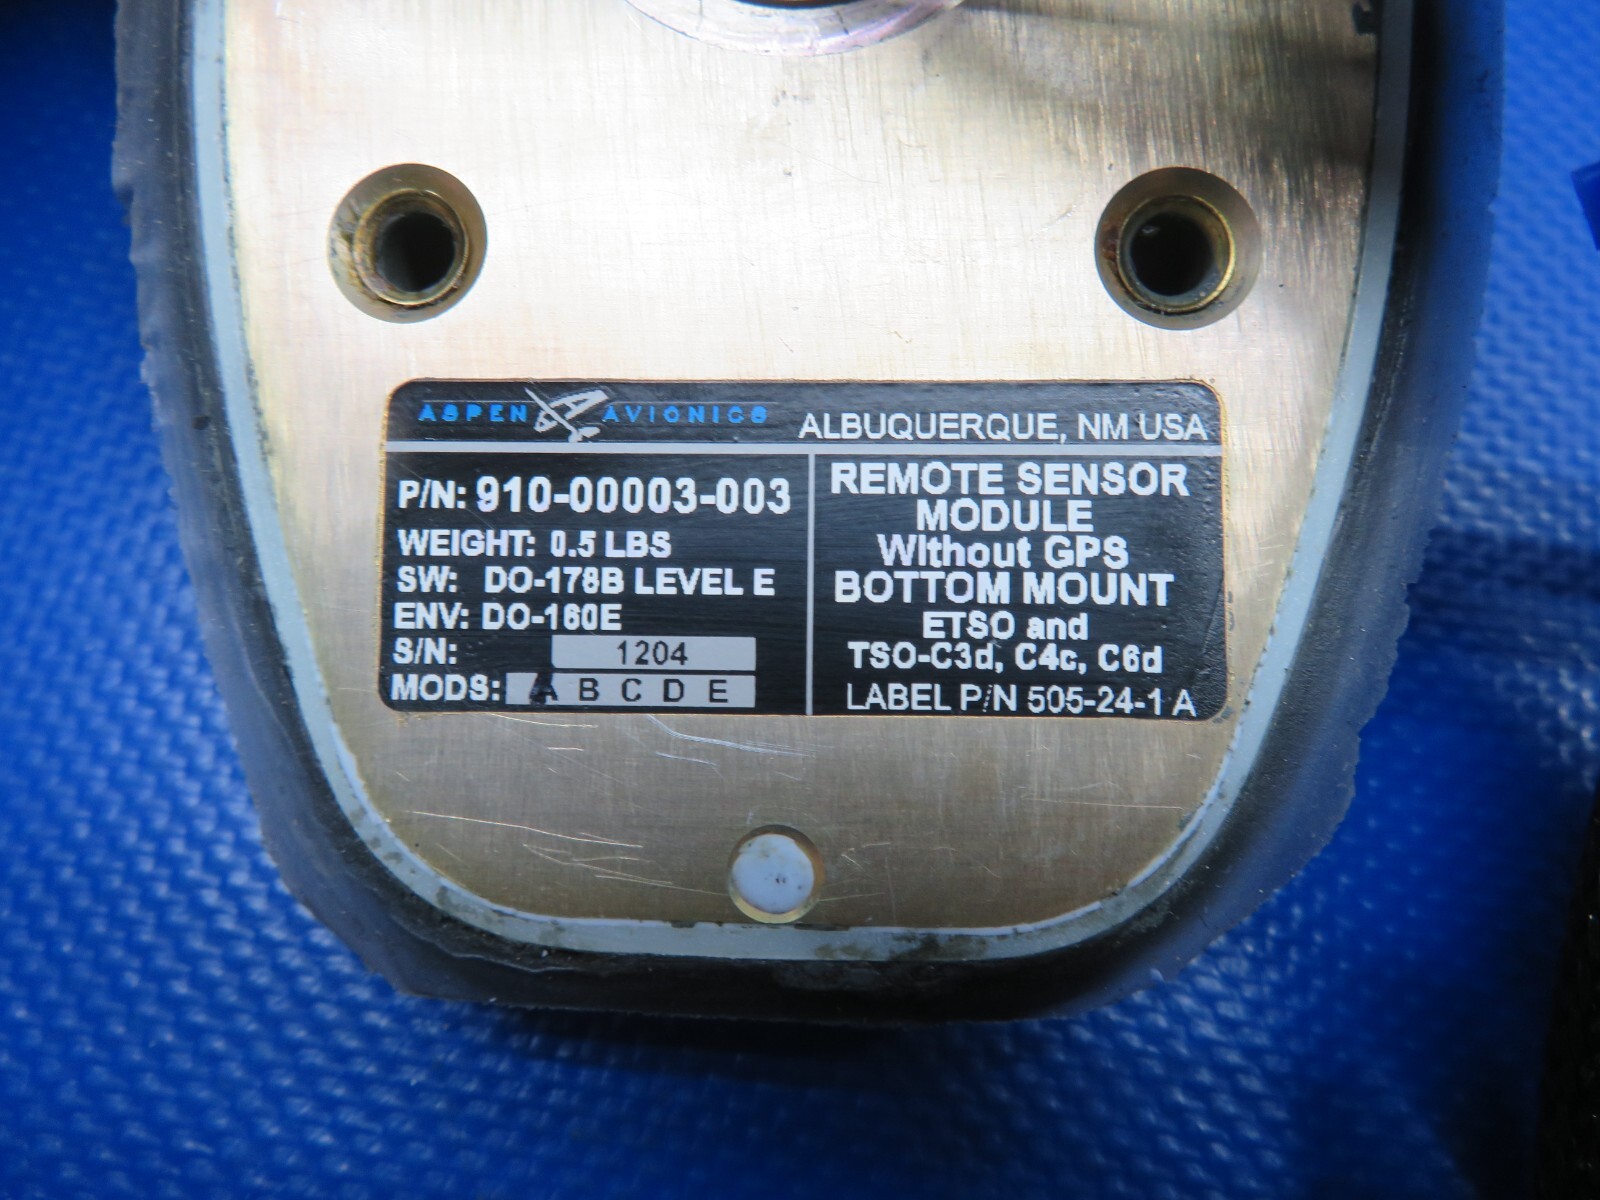 ASPEN AVIONICS
ALBUQUERQUE, NM USA
P/N: 910-00003-003
WEIGHT: 0.5 LBS
SW: DO-178B LEVEL E
ENV: DO-160E
S/N: 1204
MODS: A B C D E
REMOTE SENSOR
MODULE
Without GPS
BOTTOM MOUNT
ETSO and
TSO-C3d, C4c, C6d
LABEL P/N 505-24-1 A